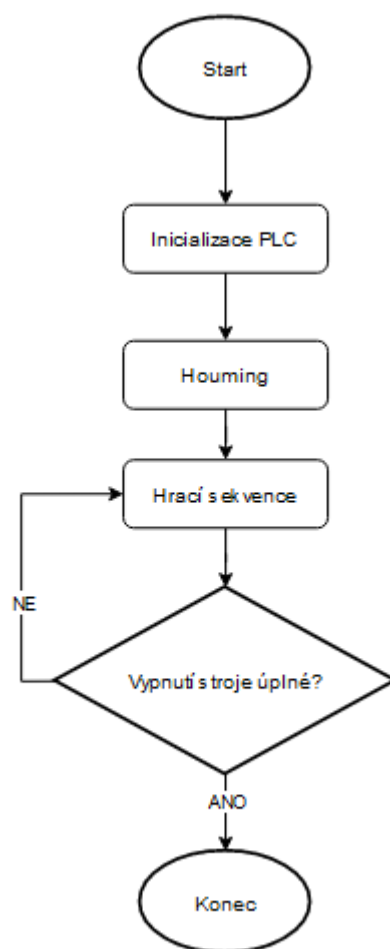 Start
Inicializace PLC
Houming
Hrací sekvence
NE
Vypnutí stroje úplné?
ANO
Konec